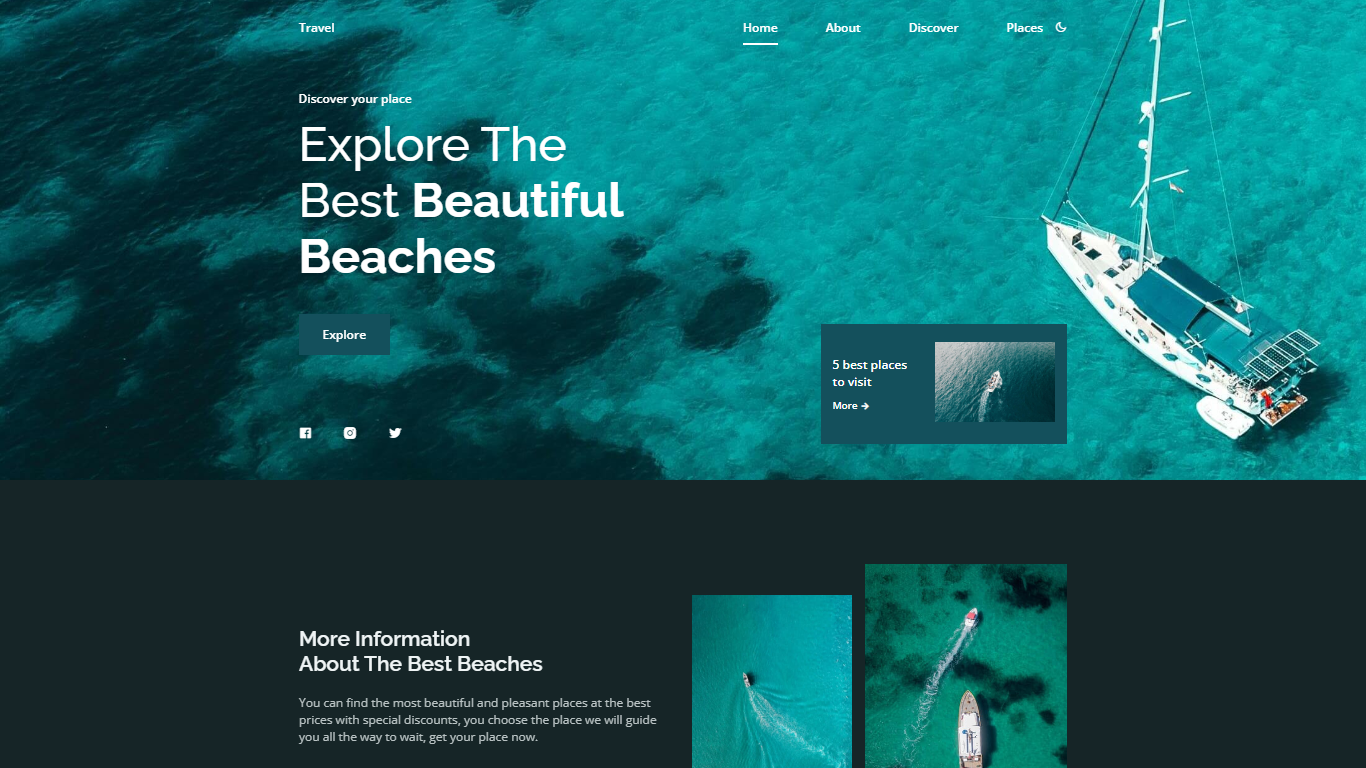 Travel
Home
About
Discover
Places
Discover your place
Explore The
Best Beautiful
Beaches
Explore
5 best places
to visit
More →
More Information
About The Best Beaches
You can find the most beautiful and pleasant places at the best
prices with special discounts, you choose the place we will guide
you all the way to wait, get your place now.